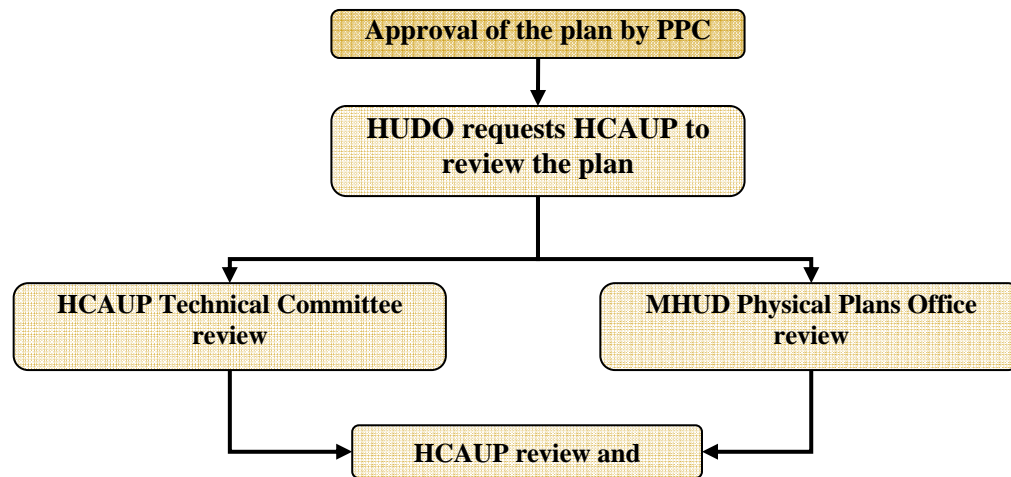 Approval of the plan by PPC
HUDO requests HCAUP to
review the plan
HCAUP Technical Committee
review
MHUD Physical Plans Office
review
HCAUP review and